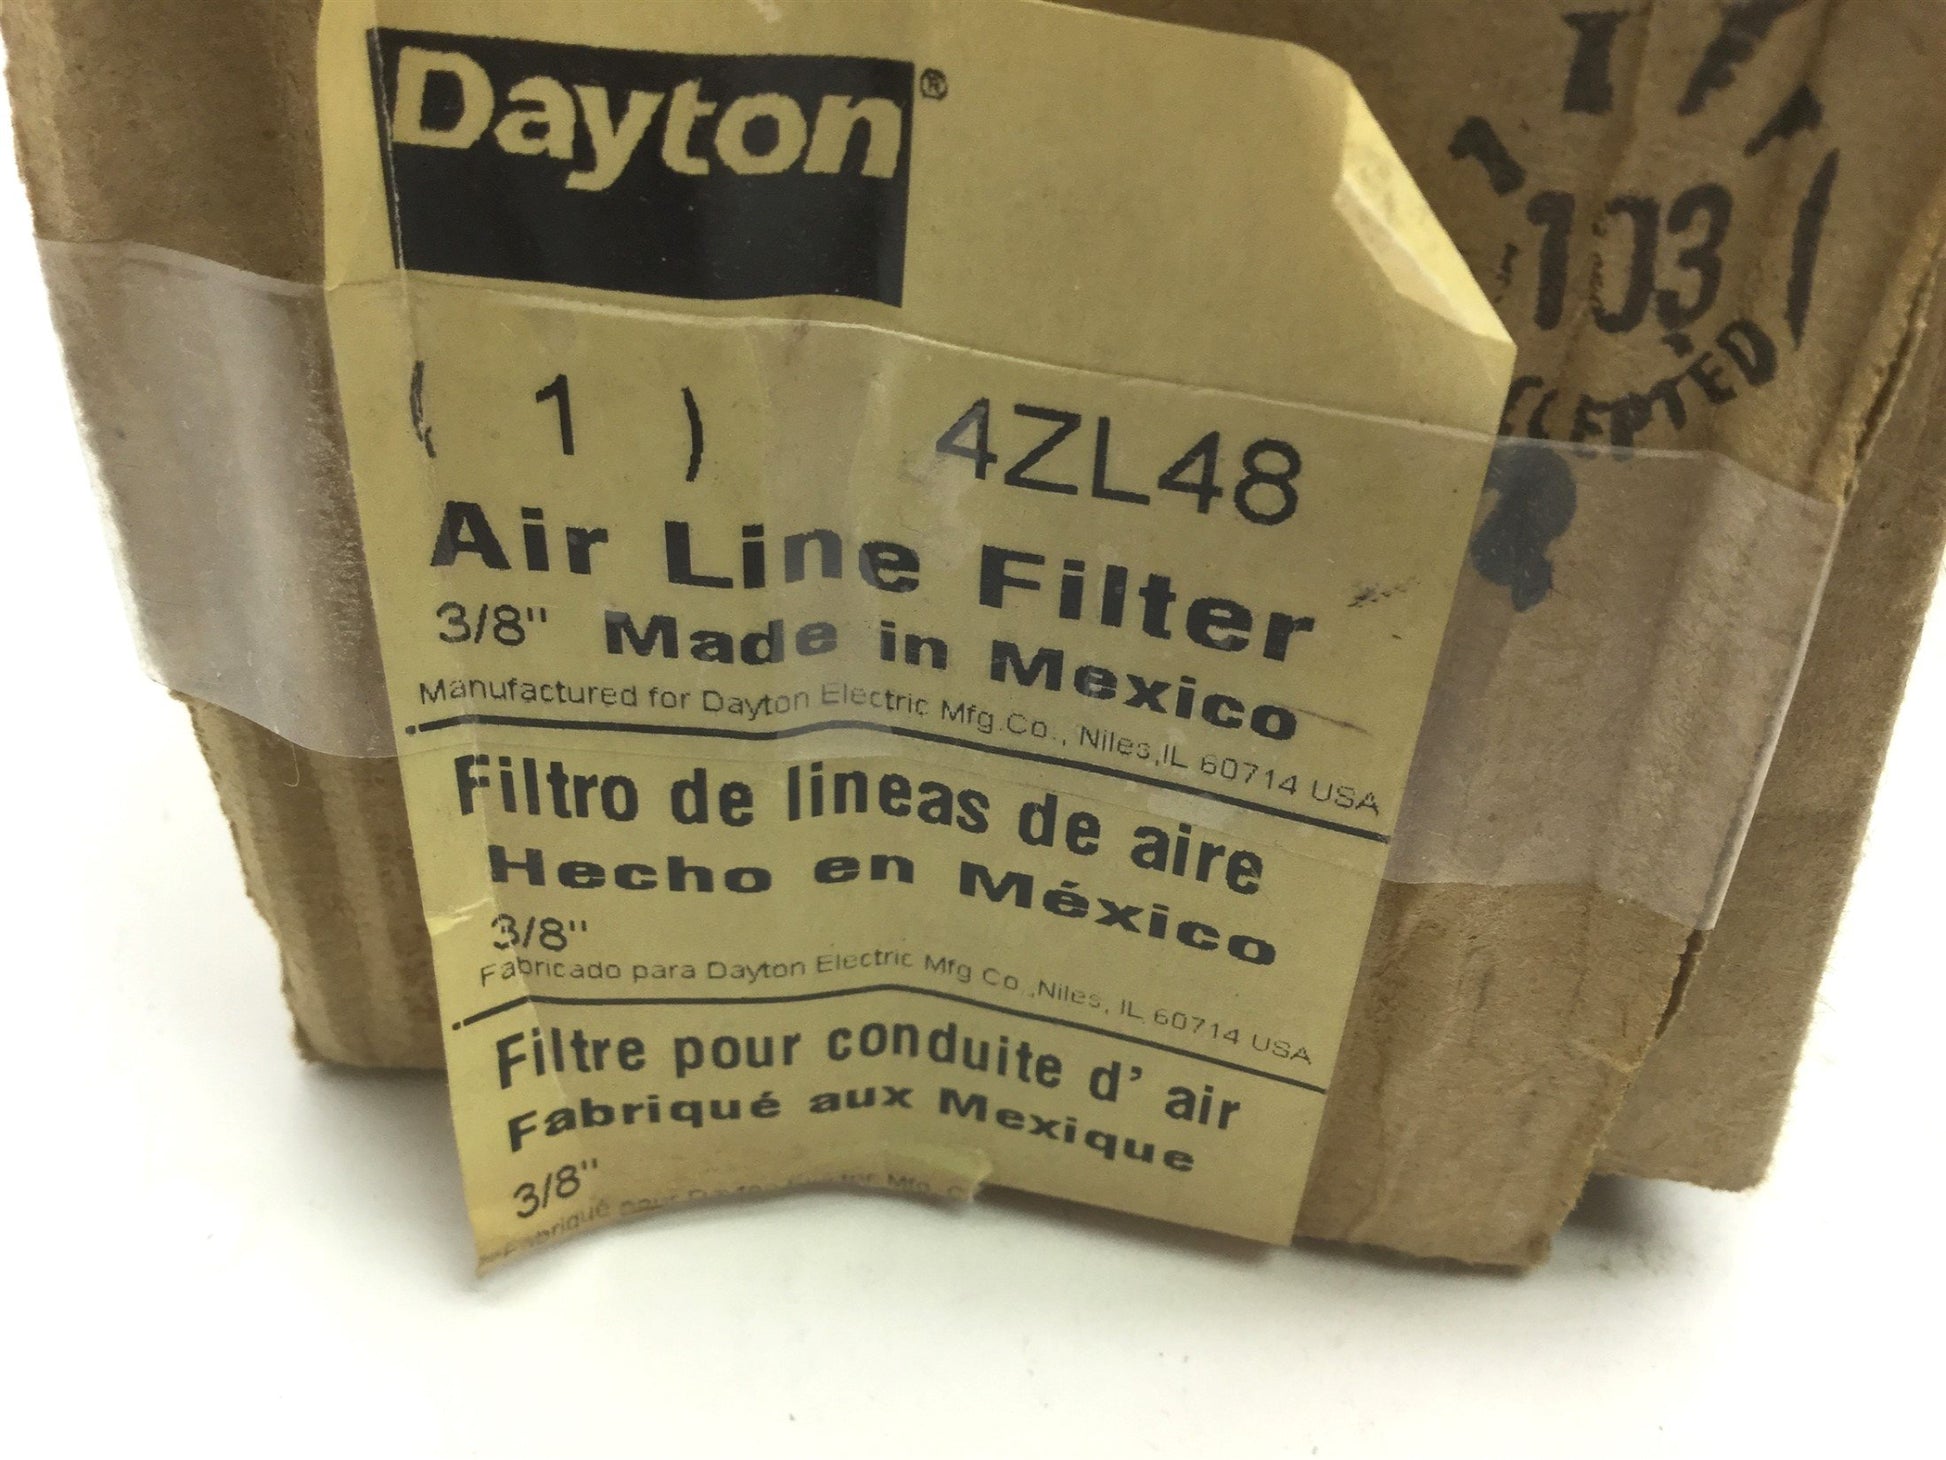 Dayton®
( 1 ) 4ZL48
Air Line Filter
3/8" Made in Mexico
Manufactured for Dayton Electric Mfg.Co., Niles,IL 60714 USA
Filtro de lineas de aire
Hecho en México
3/8"
Fabricado para Dayton Electric Mfg Co.,Niles, IL 60714 USA
Filtre pour conduite d' air
Fabriqué aux Mexique
3/8"
Fabriqué pour
103